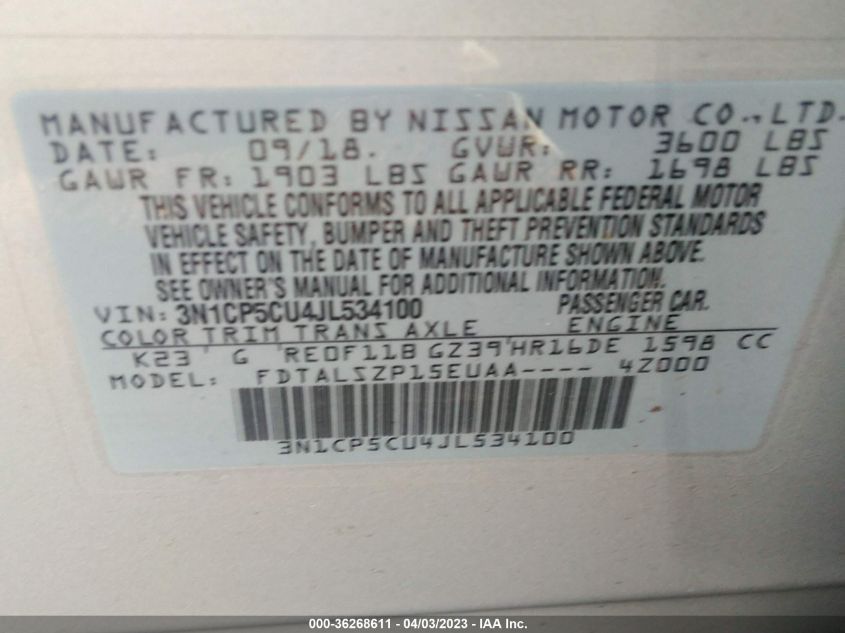 MANUFACTURED BY NISSAN MOTOR CO., LTD.
DATE: 09/18. GVWR: 3600 LBS
GAWR FR: 1903 LBS GAWR RR: 1698 LBS
THIS VEHICLE CONFORMS TO ALL APPLICABLE FEDERAL MOTOR
VEHICLE SAFETY, BUMPER AND THEFT PREVENTION STANDARDS
IN EFFECT ON THE DATE OF MANUFACTURE SHOWN ABOVE.
SEE OWNER'S MANUAL FOR ADDITIONAL INFORMATION.
VIN: 3N1CP5CU4JL534100 PASSENGER CAR.
COLOR TRIM TRANS AXLE ENGINE
K23 G RE0F11B GZ39 HR16DE 1598 CC
MODEL: FDTALSZP15EUAA---- 4Z000
3N1CP5CU4JL534100
000-36268611 - 04/03/2023 - IAA Inc.